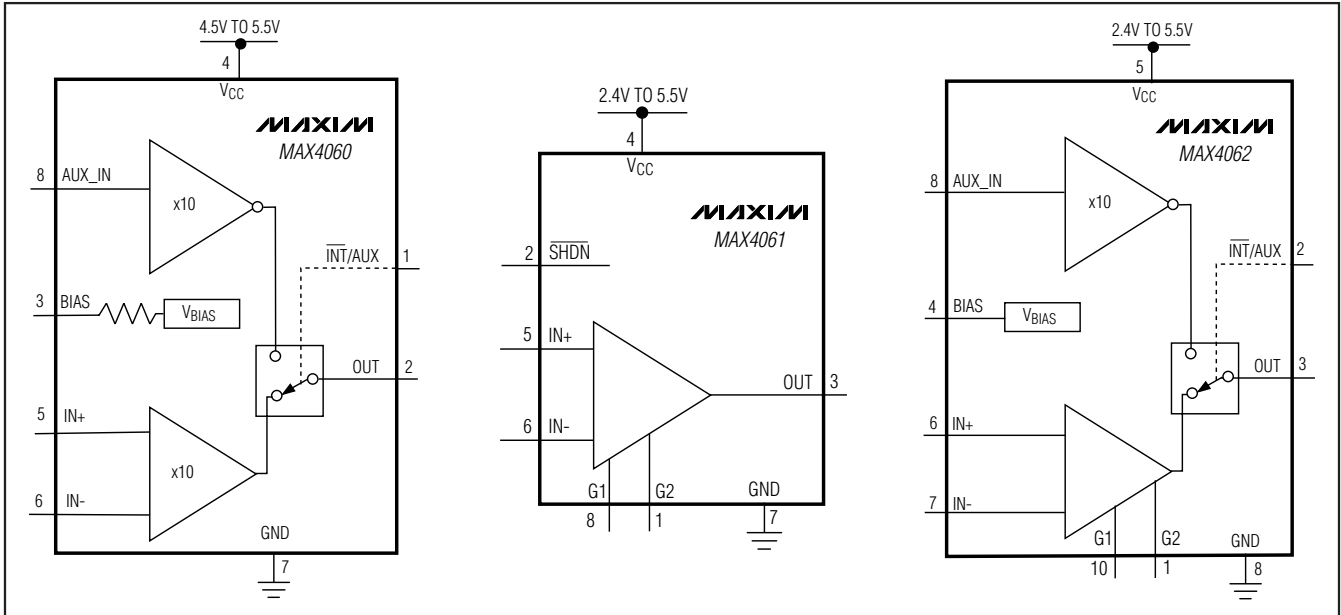 4.5V TO 5.5V
4
VCC
MAXIM
MAX4060
8 AUX_IN
x10
INT/AUX 1
3 BIAS
VBIAS
OUT 2
5 IN+
x10
6 IN-
GND
7
2.4V TO 5.5V
4
VCC
MAXIM
MAX4061
2 SHDN
5 IN+
OUT 3
6 IN-
G1 G2 GND
8 1 7
2.4V TO 5.5V
5
VCC
MAXIM
MAX4062
8 AUX_IN
x10
INT/AUX 2
4 BIAS
VBIAS
OUT 3
6 IN+
7 IN-
G1 G2 GND
10 1 8